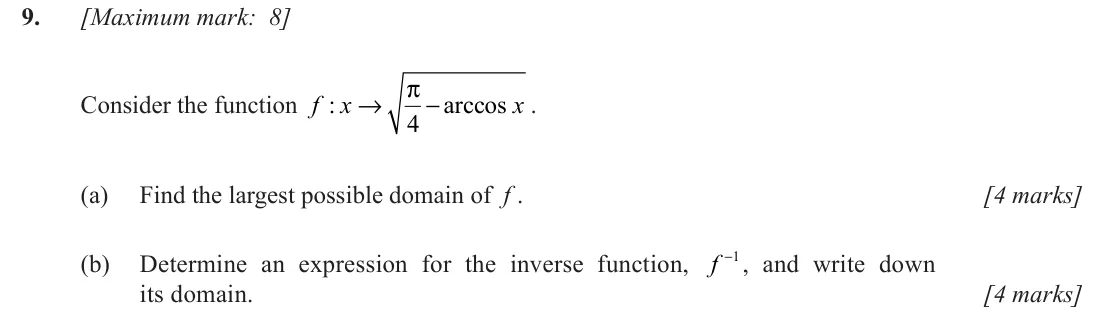 9. [Maximum mark: 8]
Consider the function f : x → √(π/4 − arccos x) .
(a) Find the largest possible domain of f . [4 marks]
(b) Determine an expression for the inverse function, f⁻¹, and write down
its domain. [4 marks]